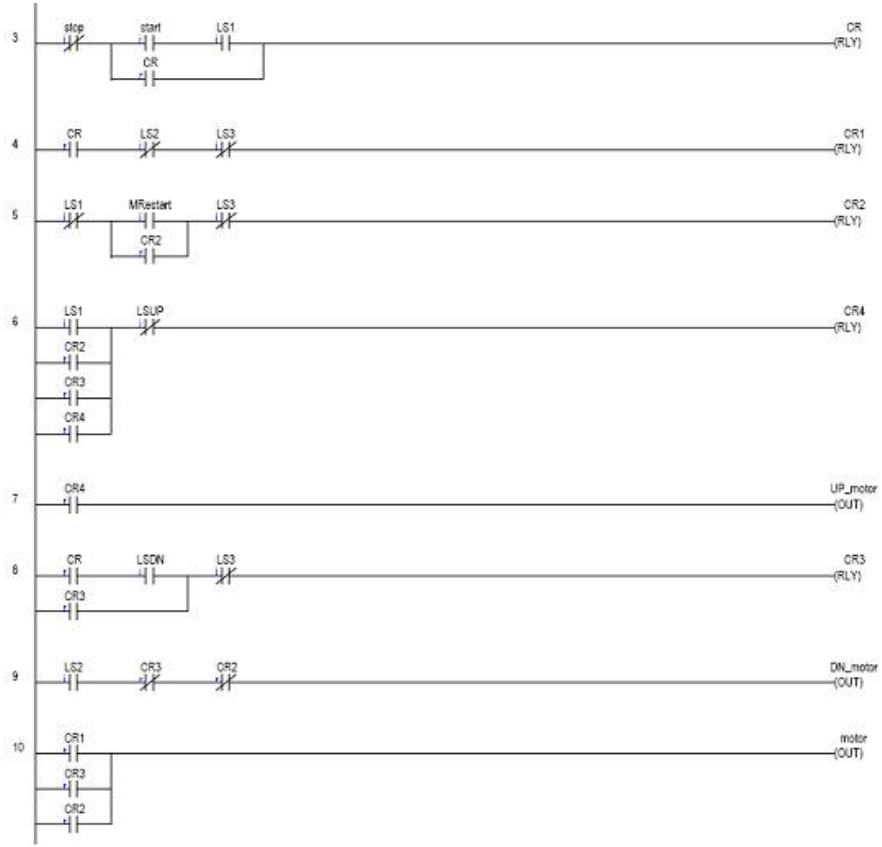 3 stop start LS1 CR
(RLY)
CR
4 CR LS2 LS3 CR1
(RLY)
5 LS1 MRestart LS3 CR2
(RLY)
CR2
6 LS1 LSUP CR4
(RLY)
CR2
CR3
CR4
7 CR4 UP_motor
(OUT)
8 CR LSDN LS3 CR3
(RLY)
CR3
9 LS2 CR3 CR2 DN_motor
(OUT)
10 CR1 motor
(OUT)
CR3
CR2